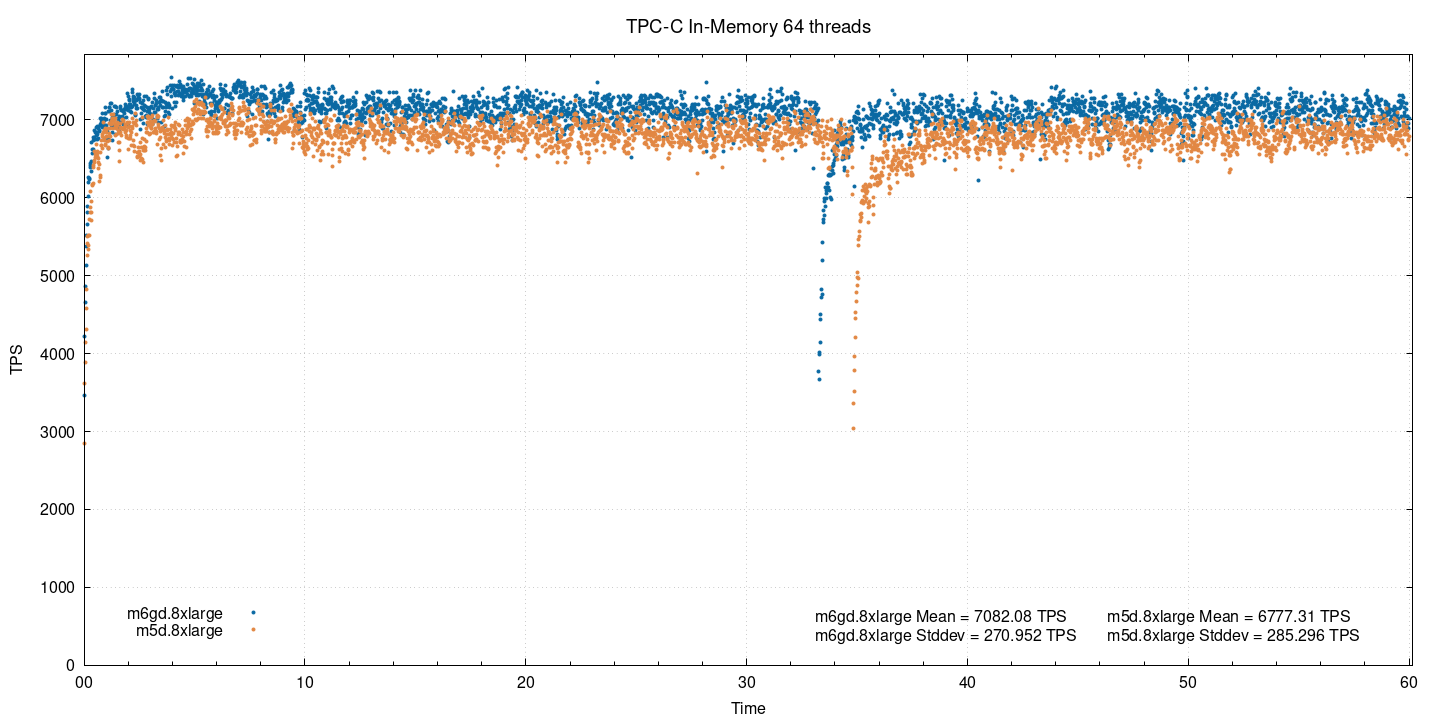 TPC-C In-Memory 64 threads
7000
6000
5000
4000
3000
2000
1000
0
TPS
m6gd.8xlarge
m5d.8xlarge
m6gd.8xlarge Mean = 7082.08 TPS
m6gd.8xlarge Stddev = 270.952 TPS
m5d.8xlarge Mean = 6777.31 TPS
m5d.8xlarge Stddev = 285.296 TPS
00 10 20 30 40 50 60
Time